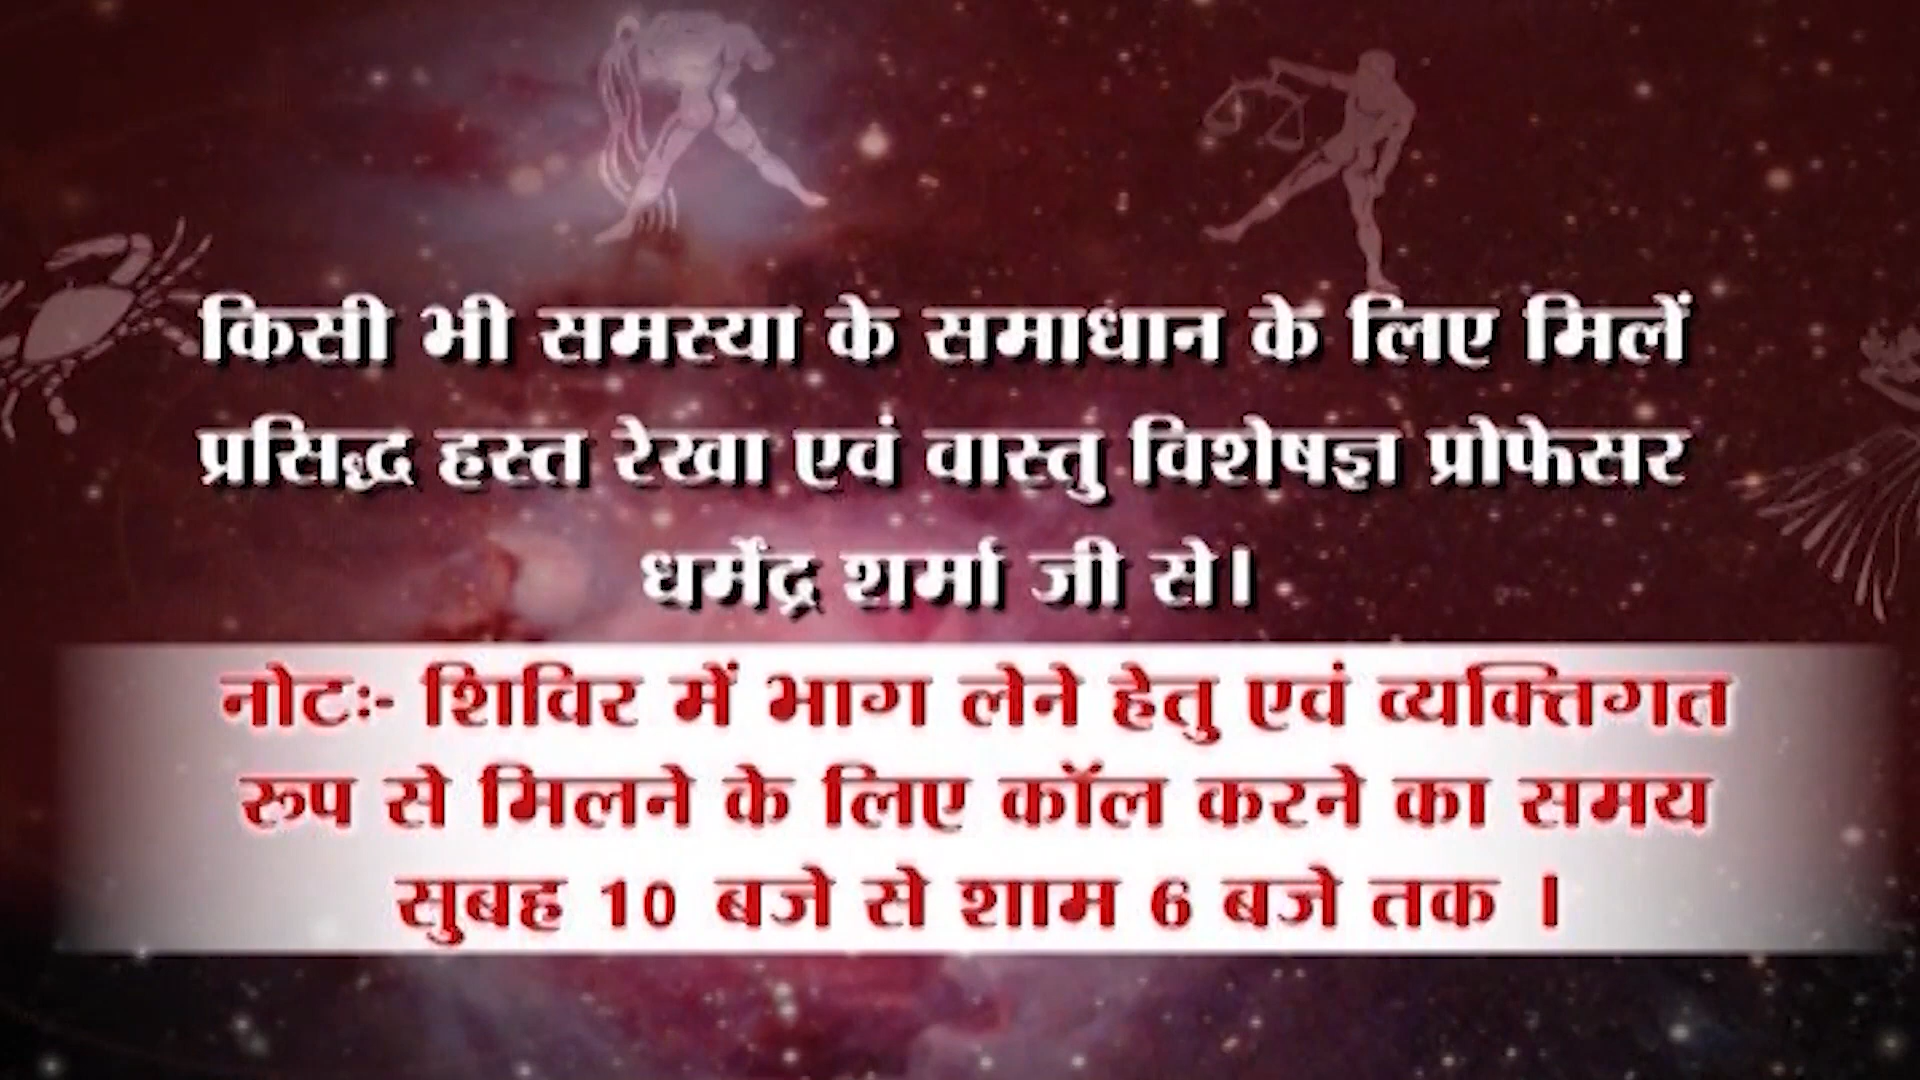 किसी भी समस्या के समाधान के लिए मिलें
प्रसिद्ध हस्त रेखा एवं वास्तु विशेषज्ञ प्रोफेसर
धर्मेंद्र शर्मा जी से।
नोटः- शिविर में भाग लेने हेतु एवं व्यक्तिगत
रूप से मिलने के लिए कॉल करने का समय
सुबह 10 बजे से शाम 6 बजे तक ।